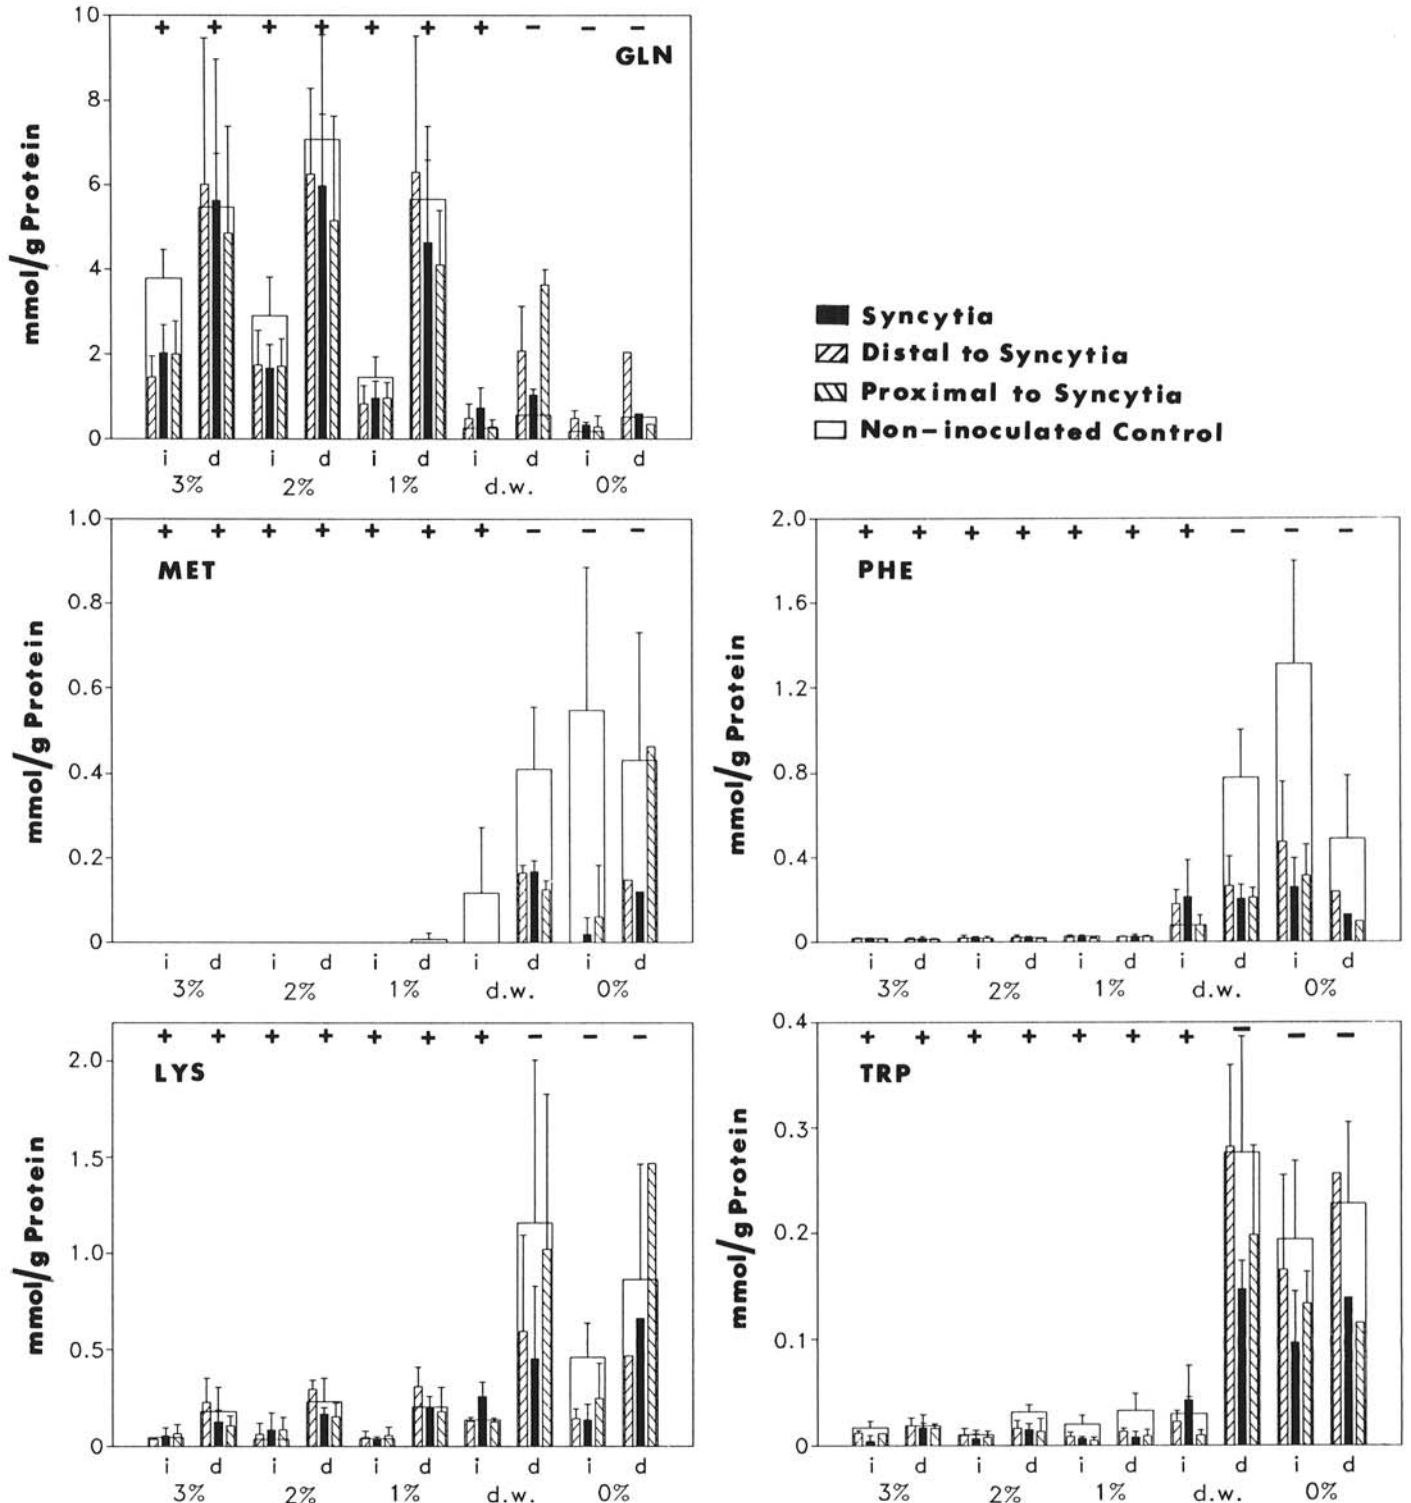 10
+ + + + + + + − − −
GLN
8
6
4
2
0
mmol/g Protein
i d i d i d i d i d
3% 2% 1% d.w. 0%
Syncytia
Distal to Syncytia
Proximal to Syncytia
Non-inoculated Control
1.0
+ + + + + + + − − −
MET
0.8
0.6
0.4
0.2
0
mmol/g Protein
i d i d i d i d i d
3% 2% 1% d.w. 0%
2.0
+ + + + + + + − − −
PHE
1.6
1.2
0.8
0.4
0
mmol/g Protein
i d i d i d i d i d
3% 2% 1% d.w. 0%
+ + + + + + + − − −
LYS
2.0
1.5
1.0
0.5
0
mmol/g Protein
i d i d i d i d i d
3% 2% 1% d.w. 0%
0.4
+ + + + + + + − − −
TRP
0.3
0.2
0.1
0
mmol/g Protein
i d i d i d i d i d
3% 2% 1% d.w. 0%